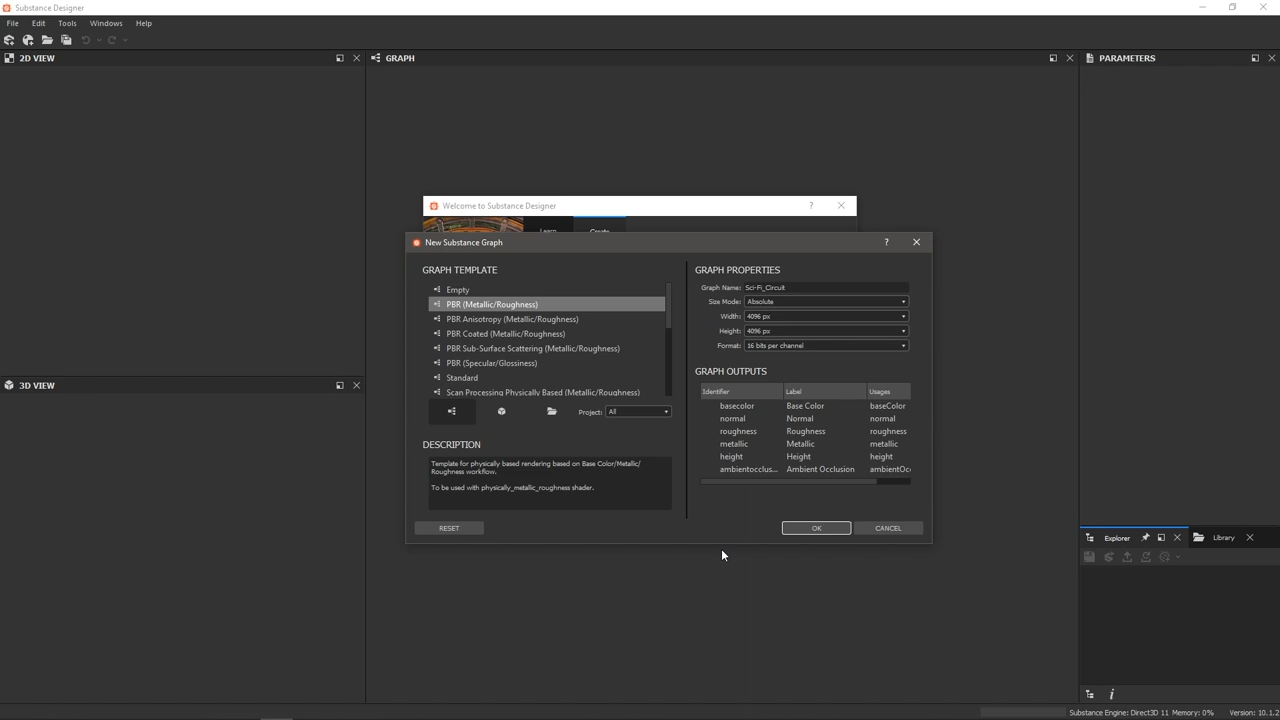 Substance Designer
File Edit Tools Windows Help
2D VIEW
GRAPH
PARAMETERS
Welcome to Substance Designer ?
New Substance Graph ?
GRAPH TEMPLATE
Empty
PBR (Metallic/Roughness)
PBR Anisotropy (Metallic/Roughness)
PBR Coated (Metallic/Roughness)
PBR Sub-Surface Scattering (Metallic/Roughness)
PBR (Specular/Glossiness)
Standard
Scan Processing Physically Based (Metallic/Roughness)
Project: All
DESCRIPTION
Template for physically based rendering based on Base Color/Metallic/
Roughness workflow.
To be used with physically_metallic_roughness shader.
RESET
GRAPH PROPERTIES
Graph Name: Sci-Fi_Circuit
Size Mode: Absolute
Width: 4096 px
Height: 4096 px
Format: 16 bits per channel
GRAPH OUTPUTS
Identifier Label Usages
basecolor Base Color baseColor
normal Normal normal
roughness Roughness roughness
metallic Metallic metallic
height Height height
ambientocclus... Ambient Occlusion ambientOc
OK CANCEL
3D VIEW
Explorer Library
Substance Engine: Direct3D 11 Memory: 0% Version: 10.1.2